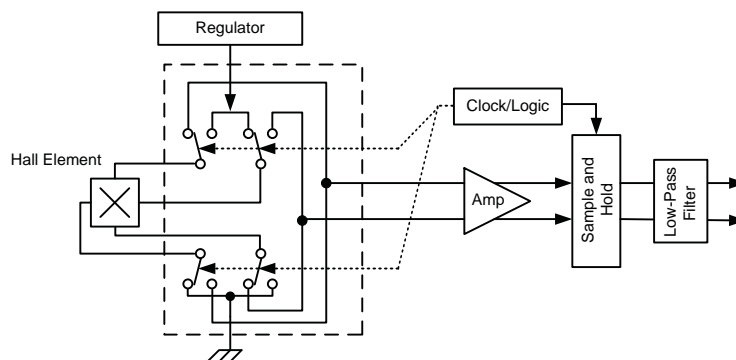 Regulator
Clock/Logic
Hall Element
Amp
Sample and
Hold
Low-Pass
Filter